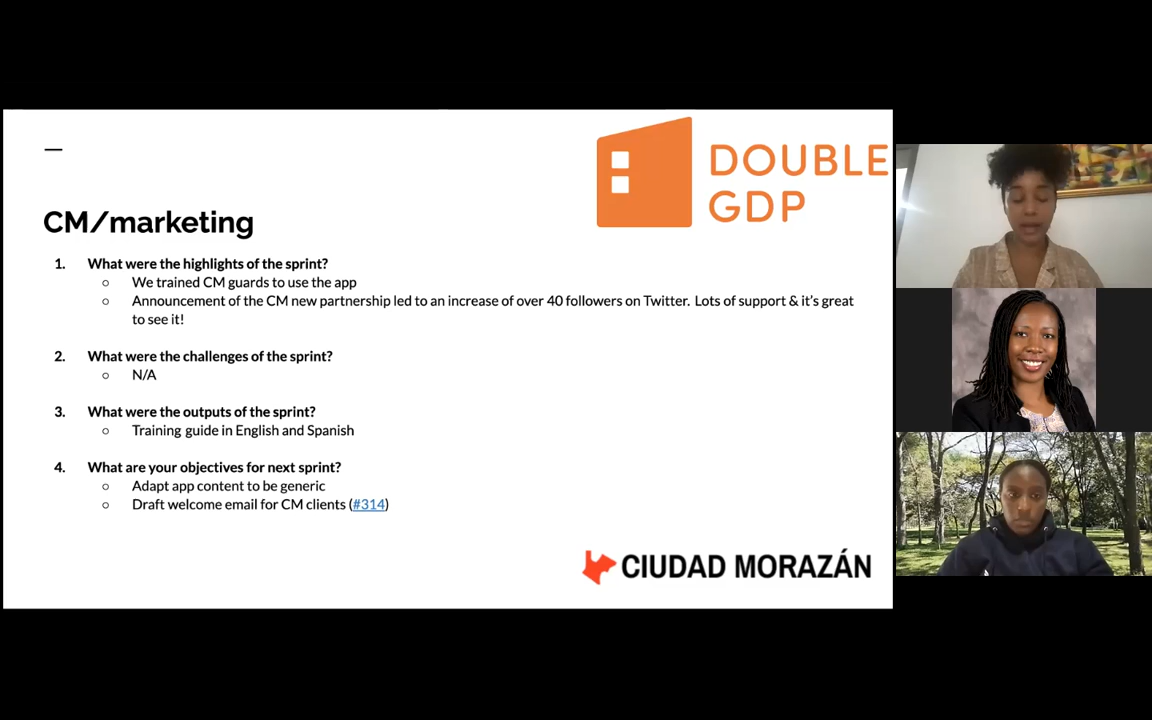 DOUBLE
GDP
CM/marketing
1. What were the highlights of the sprint?
○ We trained CM guards to use the app
○ Announcement of the CM new partnership led to an increase of over 40 followers on Twitter. Lots of support & it's great
to see it!
2. What were the challenges of the sprint?
○ N/A
3. What were the outputs of the sprint?
○ Training guide in English and Spanish
4. What are your objectives for next sprint?
○ Adapt app content to be generic
○ Draft welcome email for CM clients (#314)
CIUDAD MORAZÁN